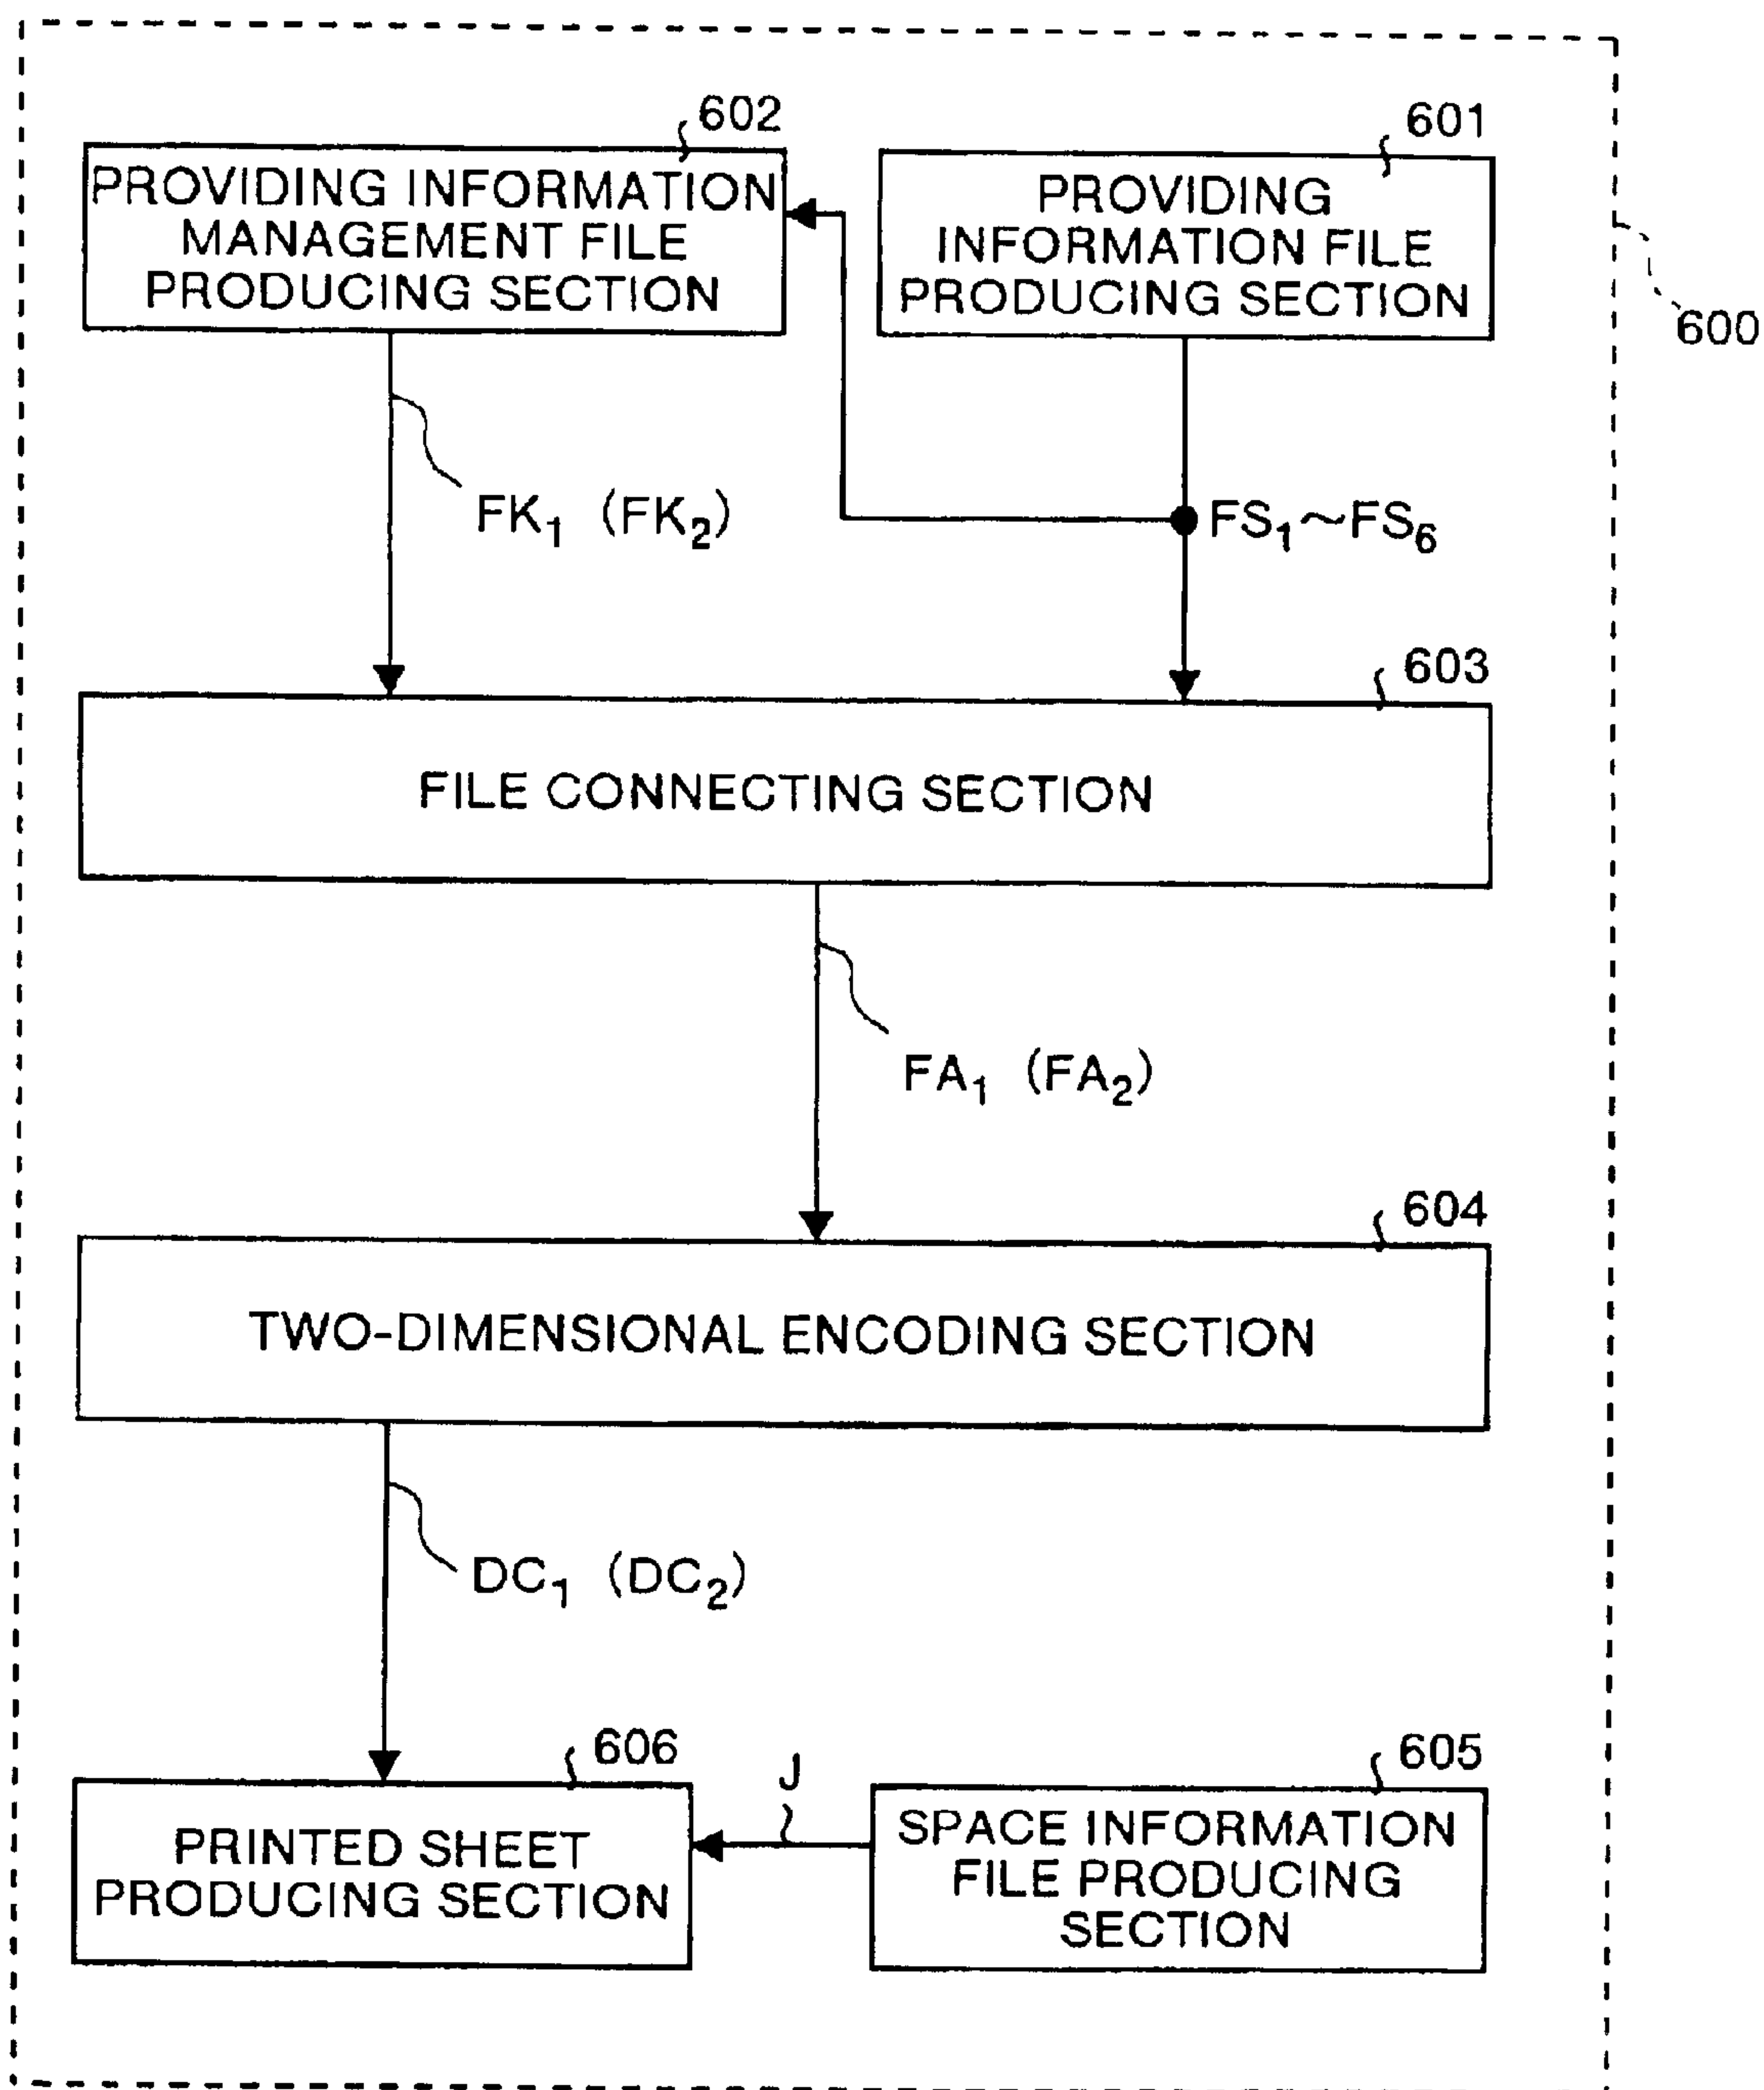 602
601
PROVIDING INFORMATION
MANAGEMENT FILE
PRODUCING SECTION
PROVIDING
INFORMATION FILE
PRODUCING SECTION
600
FK₁ (FK₂)
FS₁~FS₆
603
FILE CONNECTING SECTION
FA₁ (FA₂)
604
TWO-DIMENSIONAL ENCODING SECTION
DC₁ (DC₂)
606
J
605
PRINTED SHEET
PRODUCING SECTION
SPACE INFORMATION
FILE PRODUCING
SECTION